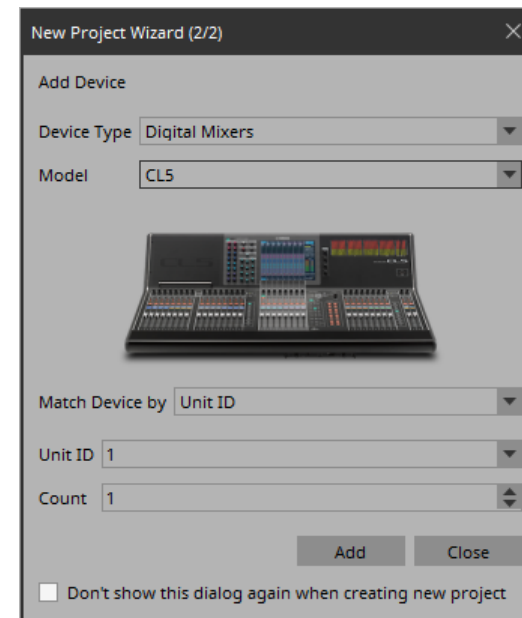 New Project Wizard (2/2)
Add Device
Device Type Digital Mixers
Model CL5
Match Device by Unit ID
Unit ID 1
Count 1
Add Close
Don't show this dialog again when creating new project